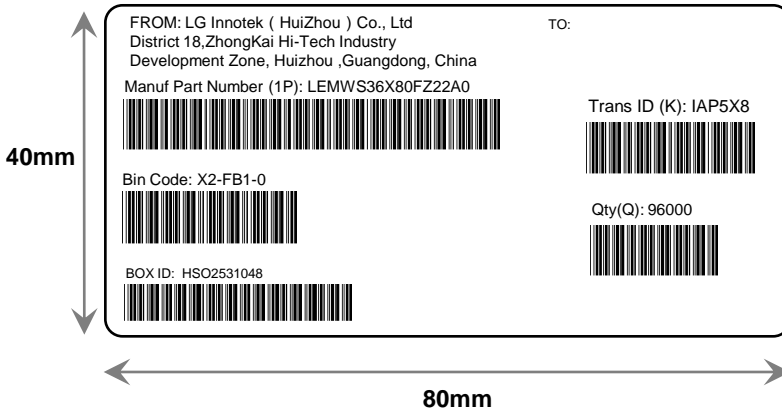 FROM: LG Innotek ( HuiZhou ) Co., Ltd
District 18,ZhongKai Hi-Tech Industry
Development Zone, Huizhou ,Guangdong, China
TO:
Manuf Part Number (1P): LEMWS36X80FZ22A0
Trans ID (K): IAP5X8
40mm
Bin Code: X2-FB1-0
Qty(Q): 96000
BOX ID: HSO2531048
80mm